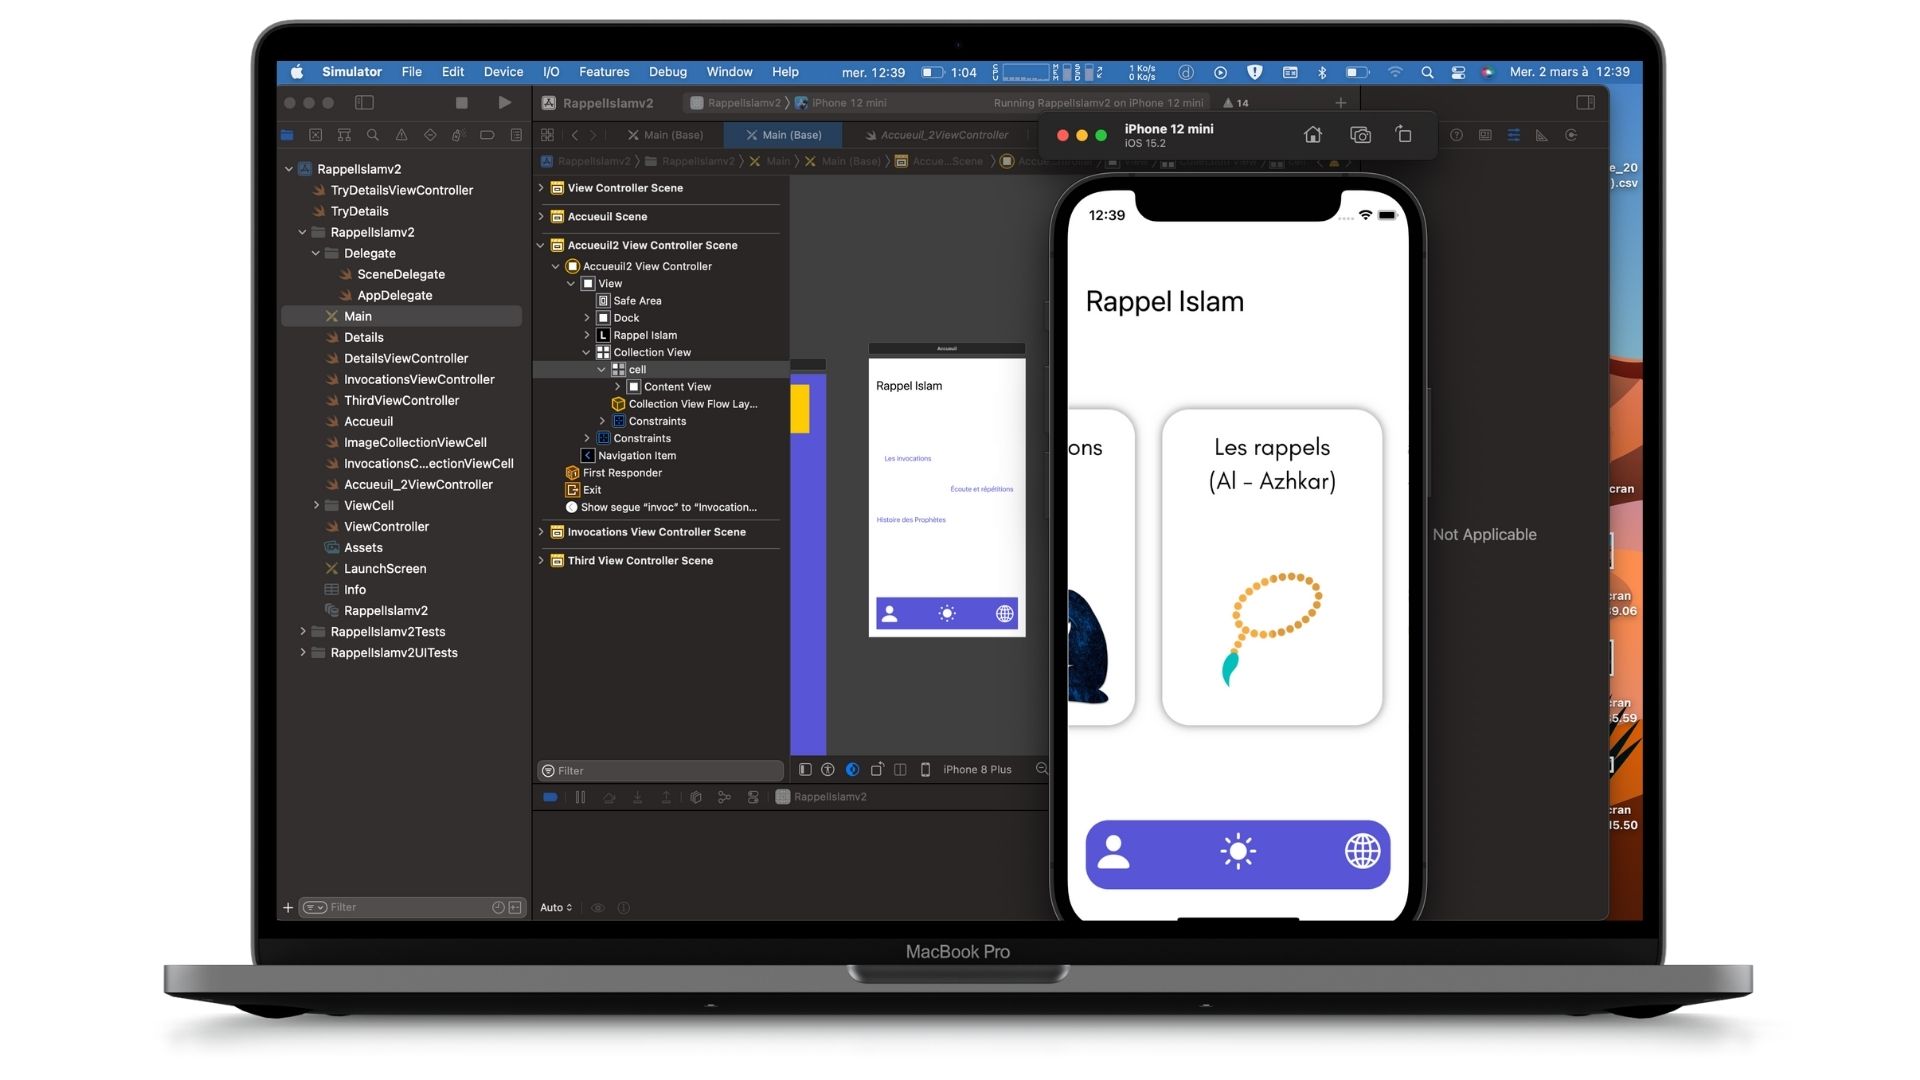 Simulator File Edit Device I/O Features Debug Window Help mer. 12:39 1:04 CPU MEM SSD 1 Ko/s 0 Ko/s Mer. 2 mars à 12:39
RappelIslamv2 RappelIslamv2 iPhone 12 mini Running RappelIslamv2 on iPhone 12 mini 14
Main (Base) Main (Base) Accueuil_2ViewController
RappelIslamv2 RappelIslamv2 Main Main (Base) Accue...Scene
RappelIslamv2
TryDetailsViewController
TryDetails
RappelIslamv2
Delegate
SceneDelegate
AppDelegate
Main
Details
DetailsViewController
InvocationsViewController
ThirdViewController
Accueuil
ImageCollectionViewCell
InvocationsC...ectionViewCell
Accueuil_2ViewController
ViewCell
ViewController
Assets
LaunchScreen
Info
RappelIslamv2
RappelIslamv2Tests
RappelIslamv2UITests
Filter
View Controller Scene
Accueuil Scene
Accueuil2 View Controller Scene
Accueuil2 View Controller
View
Safe Area
Dock
L Rappel Islam
Collection View
cell
Content View
Collection View Flow Lay...
Constraints
Constraints
Navigation Item
First Responder
Exit
Show segue “invoc” to “Invocation...
Invocations View Controller Scene
Third View Controller Scene
Filter
Accueuil
Rappel Islam
Les invocations
Écoute et répétitions
Histoire des Prophètes
iPhone 8 Plus
RappelIslamv2
Auto
iPhone 12 mini
iOS 15.2
12:39
Rappel Islam
ons
Les rappels
(Al - Azhkar)
Not Applicable
e_20
).csv
cran
cran
9.06
cran
5.59
cran
15.50
MacBook Pro